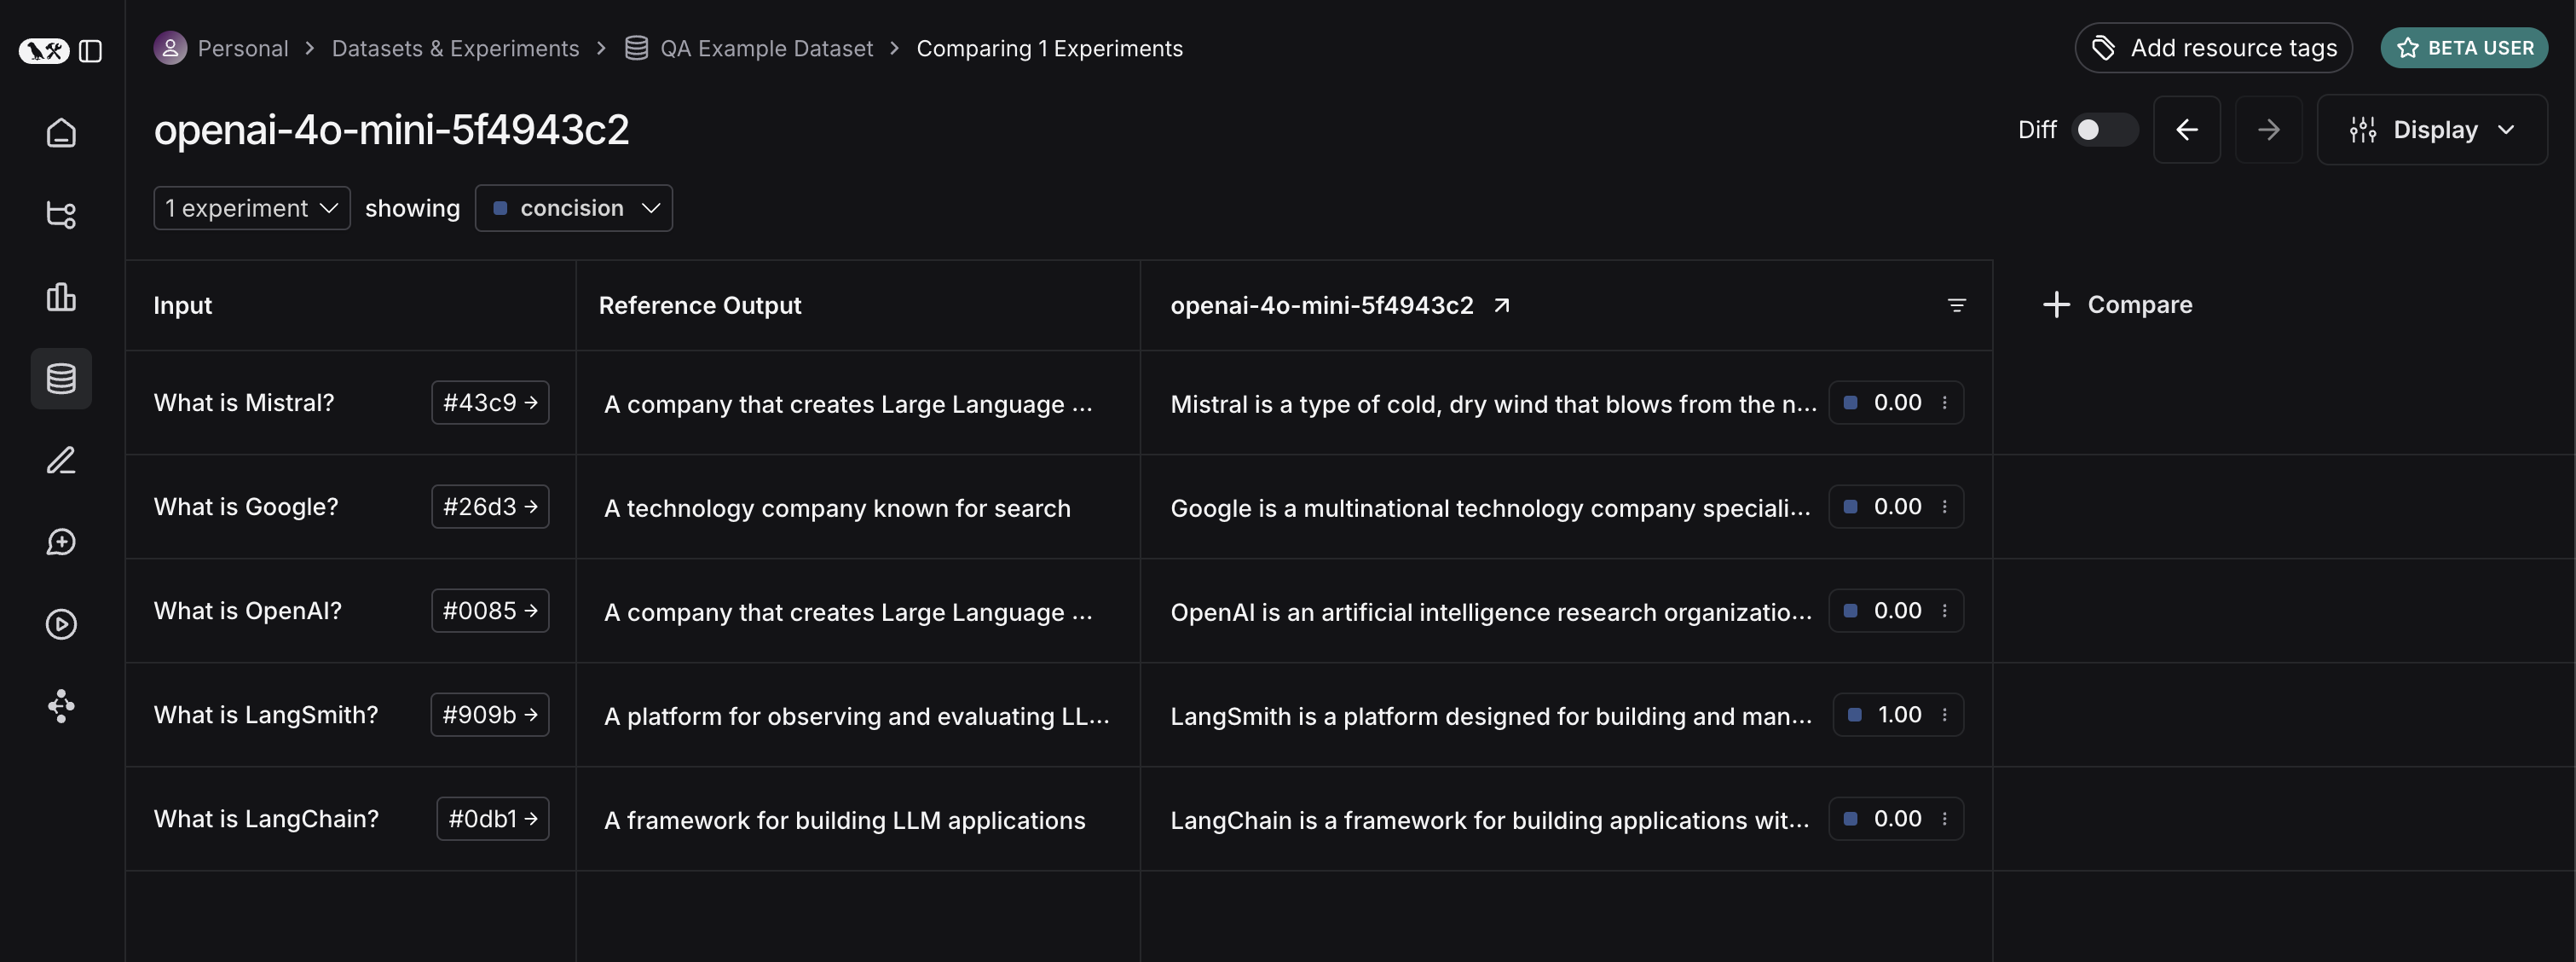 Personal > Datasets & Experiments > QA Example Dataset > Comparing 1 Experiments
Add resource tags
BETA USER
openai-4o-mini-5f4943c2
Diff
Display
1 experiment showing concision
Input Reference Output openai-4o-mini-5f4943c2 Compare
What is Mistral? #43c9 A company that creates Large Language ... Mistral is a type of cold, dry wind that blows from the n... 0.00
What is Google? #26d3 A technology company known for search Google is a multinational technology company speciali... 0.00
What is OpenAI? #0085 A company that creates Large Language ... OpenAI is an artificial intelligence research organizatio... 0.00
What is LangSmith? #909b A platform for observing and evaluating LL... LangSmith is a platform designed for building and man... 1.00
What is LangChain? #0db1 A framework for building LLM applications LangChain is a framework for building applications wit... 0.00